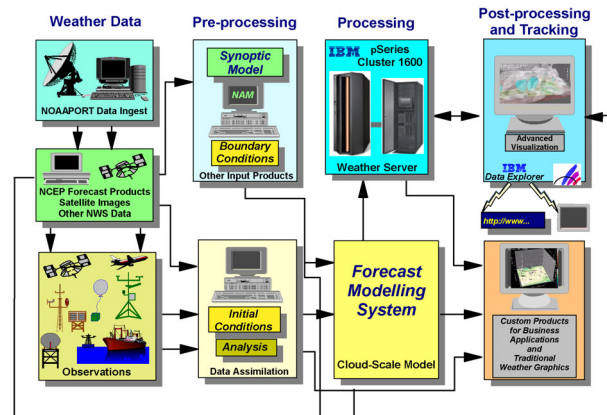 Weather Data
Pre-processing
Processing
Post-processing
and Tracking
NOAAPORT Data Ingest
Synoptic
Model
NAM
Boundary
Conditions
Other Input Products
IBM pSeries
Cluster 1600
Weather Server
Advanced
Visualization
IBM
Data Explorer
http://www...
NCEP Forecast Products
Satellite Images
Other NWS Data
Observations
Initial
Conditions
Analysis
Data Assimilation
Forecast
Modelling
System
Cloud-Scale Model
Custom Products
for Business
Applications
and
Traditional
Weather Graphics